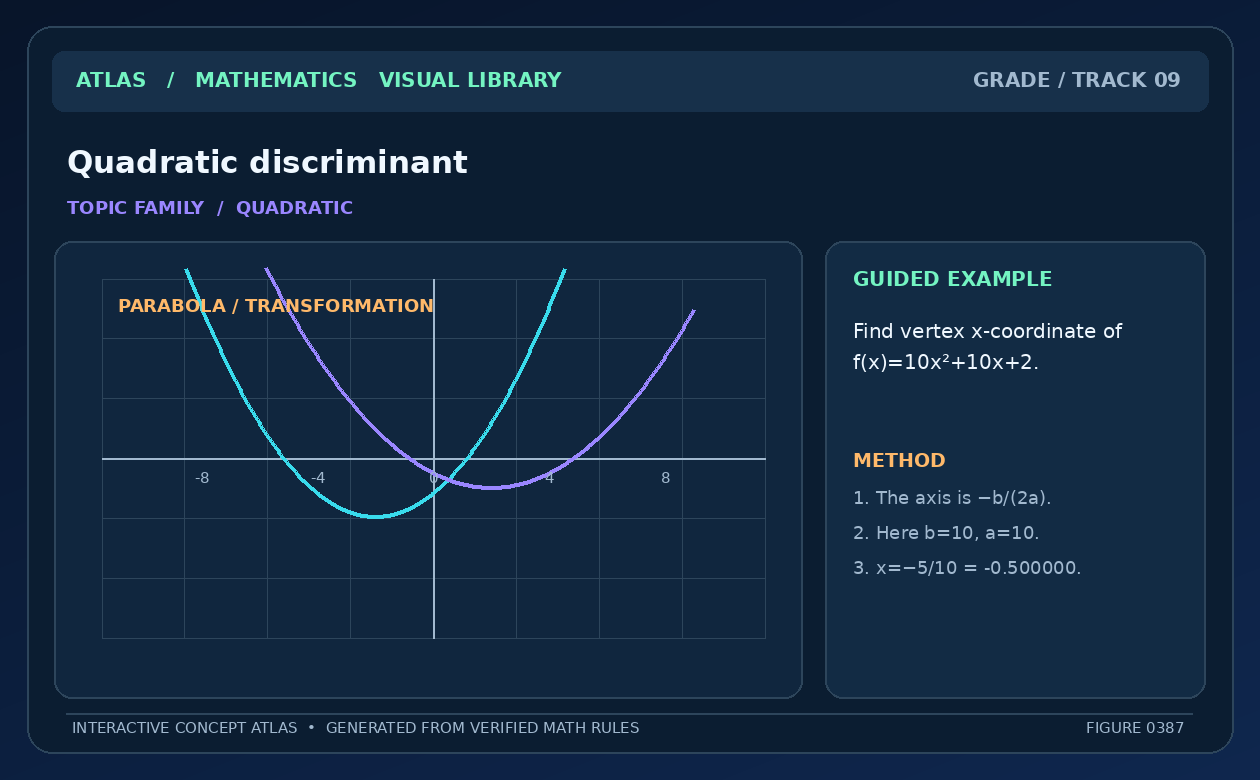 ATLAS / MATHEMATICS VISUAL LIBRARY
GRADE / TRACK 09
Quadratic discriminant
TOPIC FAMILY / QUADRATIC
PARABOLA / TRANSFORMATION
-8 -4 0 4 8
GUIDED EXAMPLE
Find vertex x-coordinate of
f(x)=10x²+10x+2.
METHOD
1. The axis is −b/(2a).
2. Here b=10, a=10.
3. x=−5/10 = -0.500000.
INTERACTIVE CONCEPT ATLAS • GENERATED FROM VERIFIED MATH RULES
FIGURE 0387